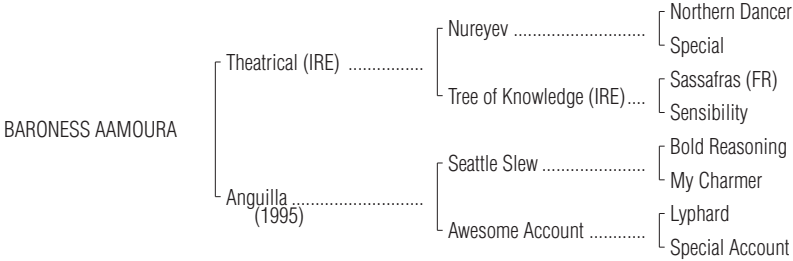 Northern Dancer
Nureyev ............................
Special
Theatrical (IRE) ................
Sassafras (FR)
Tree of Knowledge (IRE)....
Sensibility
BARONESS AAMOURA
Bold Reasoning
Seattle Slew ......................
My Charmer
Anguilla ............................
(1995)
Lyphard
Awesome Account ............
Special Account